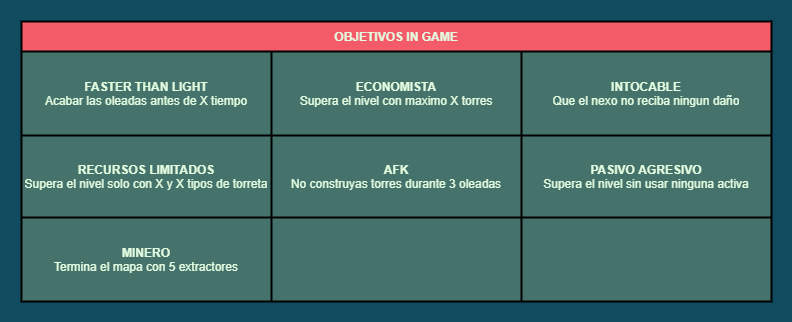 OBJETIVOS IN GAME
FASTER THAN LIGHT
Acabar las oleadas antes de X tiempo
ECONOMISTA
Supera el nivel con maximo X torres
INTOCABLE
Que el nexo no reciba ningun daño
RECURSOS LIMITADOS
Supera el nivel solo con X y X tipos de torreta
AFK
No construyas torres durante 3 oleadas
PASIVO AGRESIVO
Supera el nivel sin usar ninguna activa
MINERO
Termina el mapa con 5 extractores